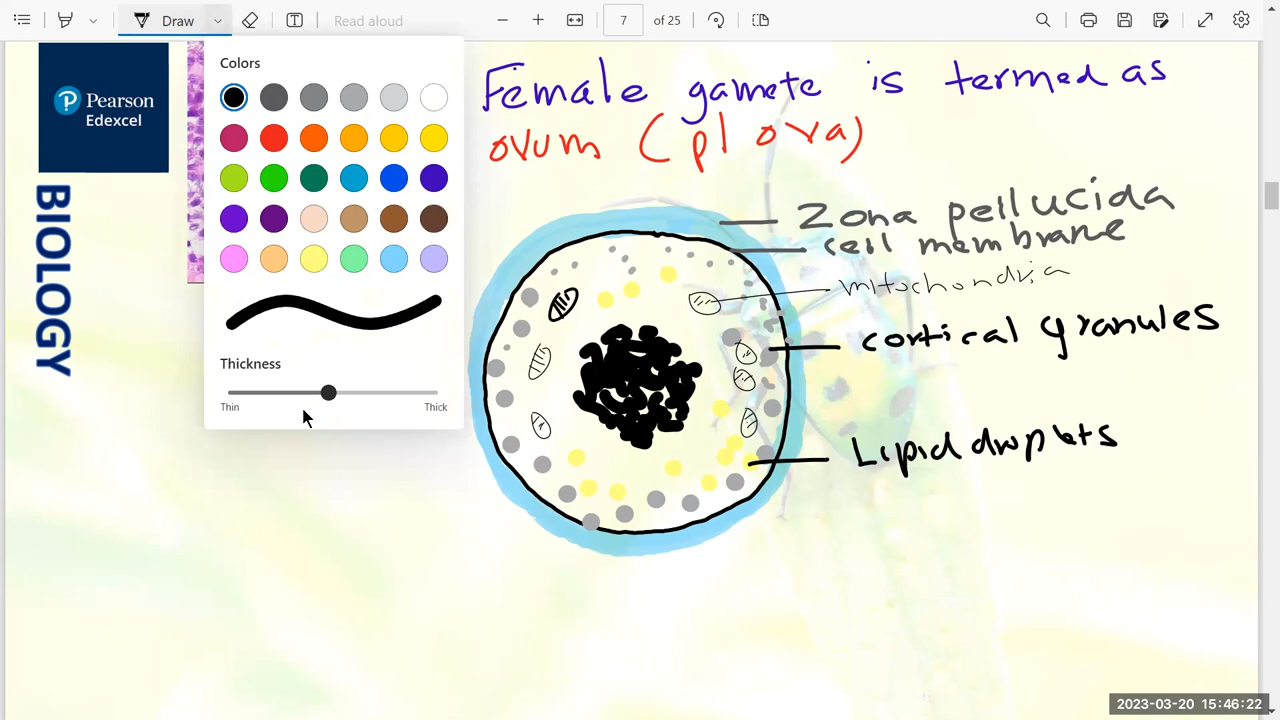 Draw
Read aloud
7 of 25
Colors
Thickness
Thin Thick
Pearson
Edexcel
BIOLOGY
Female gamete is termed as
ovum (pl ova)
Zona pellucida
cell membrane
mitochondria
cortical granules
Lipid droplets
2023-03-20 15:46:22